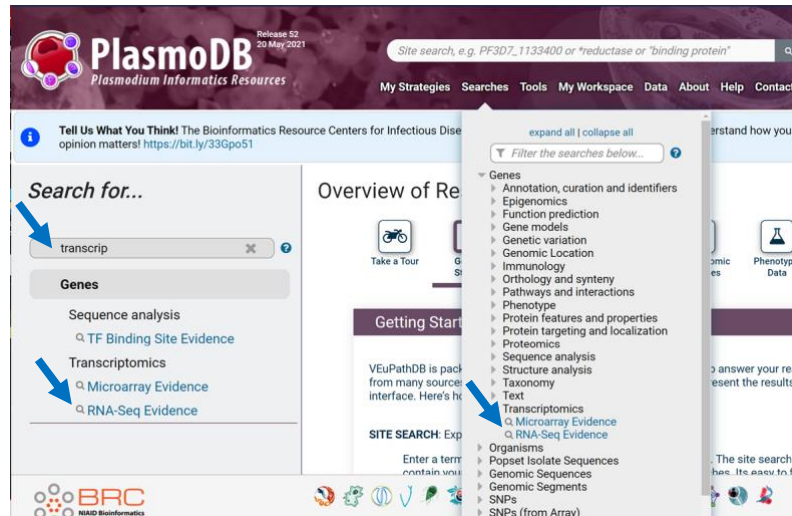 PlasmoDB
Plasmodium Informatics Resources
Release 52
20 May 2021
Site search, e.g. PF3D7_1133400 or *reductase or "binding protein"
My Strategies Searches Tools My Workspace Data About Help Contact
Tell Us What You Think! The Bioinformatics Resource Centers for Infectious Dise
erstand how you
opinion matters! https://bit.ly/33Gpo51
Search for...
transcrip
Genes
Sequence analysis
TF Binding Site Evidence
Transcriptomics
Microarray Evidence
RNA-Seq Evidence
BRC
NIAID Bioinformatics
Overview of Re
Take a Tour
Phenotyp
Data
Getting Start
VEuPathDB is pack
answer your re
from many source
resent the results
interface. Here's ho
SITE SEARCH: Exp
Enter a term
. The site search
contain your
hes. Its easy to f
expand all | collapse all
Filter the searches below...
Genes
Annotation, curation and identifiers
Epigenomics
Function prediction
Gene models
Genetic variation
Genomic Location
Immunology
Orthology and synteny
Pathways and interactions
Phenotype
Protein features and properties
Protein targeting and localization
Proteomics
Sequence analysis
Structure analysis
Taxonomy
Text
Transcriptomics
Microarray Evidence
RNA-Seq Evidence
Organisms
Popset Isolate Sequences
Genomic Sequences
Genomic Segments
SNPs
SNPs (from Array)